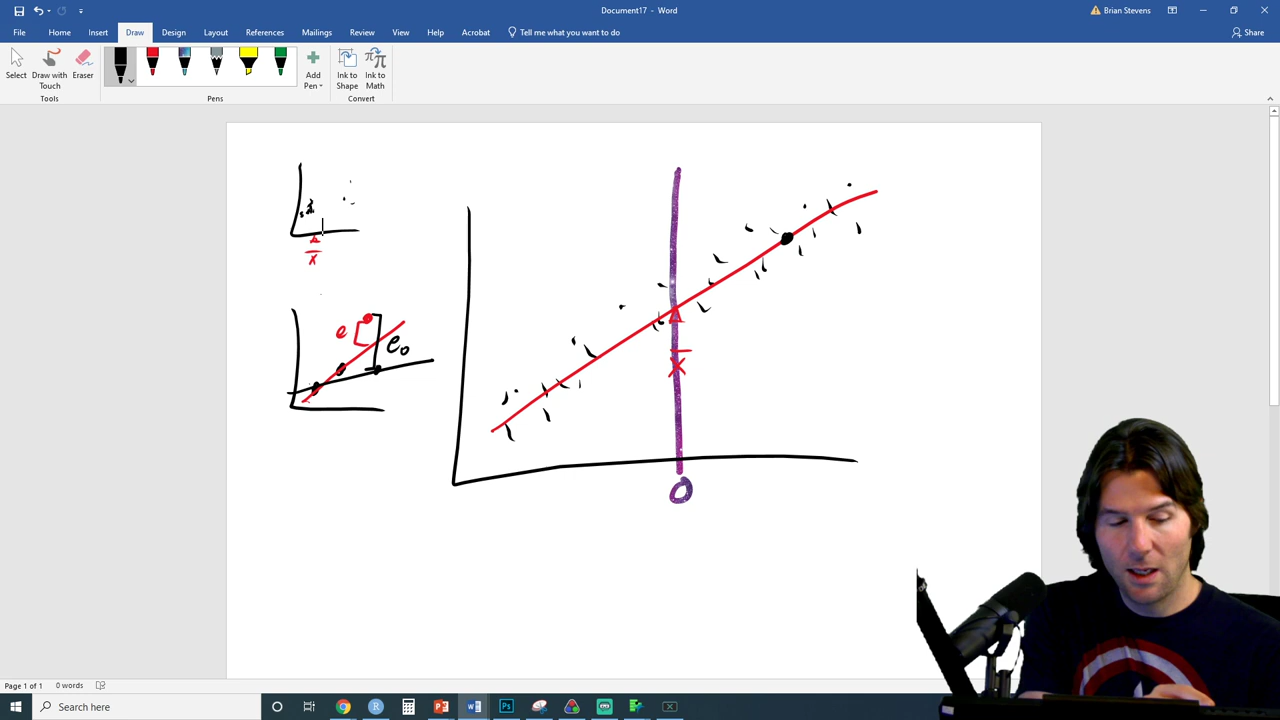 Document17 - Word
Brian Stevens
File Home Insert Draw Design Layout References Mailings Review View Help Acrobat Tell me what you want to do Share
Select Draw with Touch Eraser Add Pen Ink to Shape Ink to Math
Tools Pens Convert
x̄
e
e₀
x̄
0
Page 1 of 1 0 words
Search here